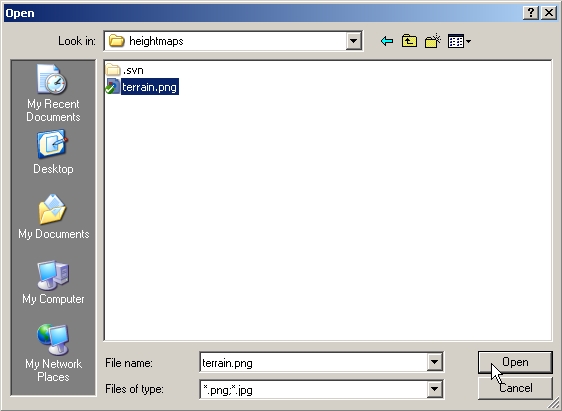 Open
Look in: heightmaps
.svn
terrain.png
My Recent
Documents
Desktop
My Documents
My Computer
My Network
Places
File name: terrain.png Open
Files of type: *.png;*.jpg Cancel